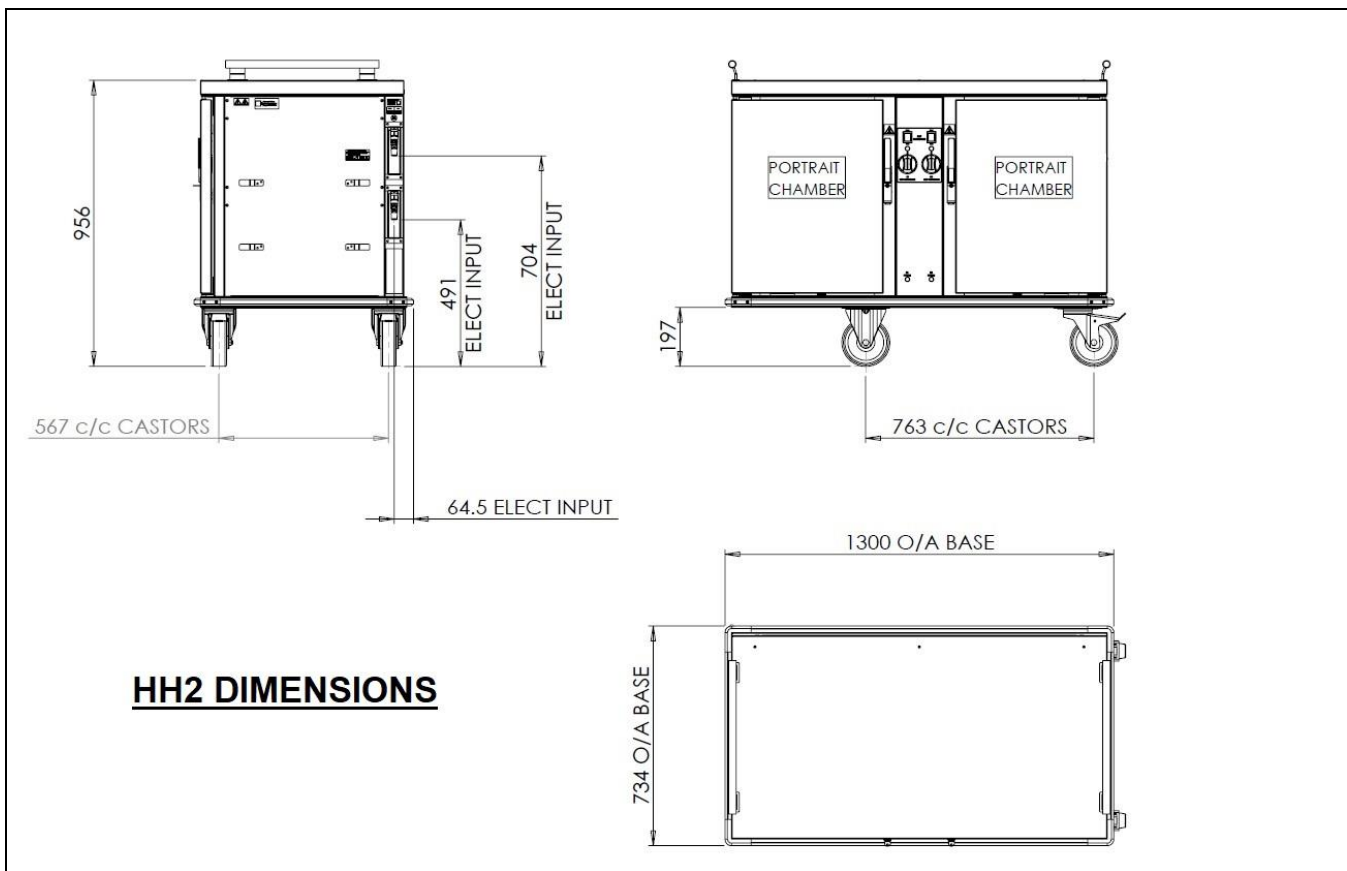 956
491
ELECT INPUT
704
ELECT INPUT
567 c/c CASTORS
64.5 ELECT INPUT
PORTRAIT
CHAMBER
PORTRAIT
CHAMBER
197
763 c/c CASTORS
1300 O/A BASE
734 O/A BASE
HH2 DIMENSIONS